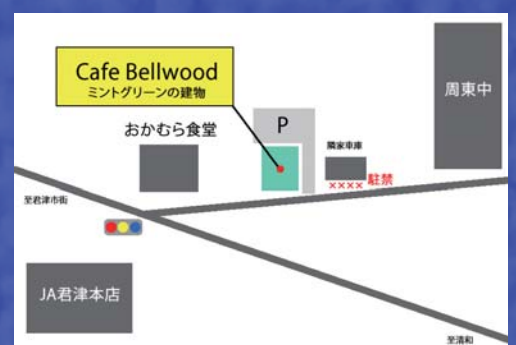 Cafe Bellwood
ミントグリーンの建物
周東中
P
おかむら食堂
隣家車庫
××××駐禁
至君津市街
JA君津本店
至清和